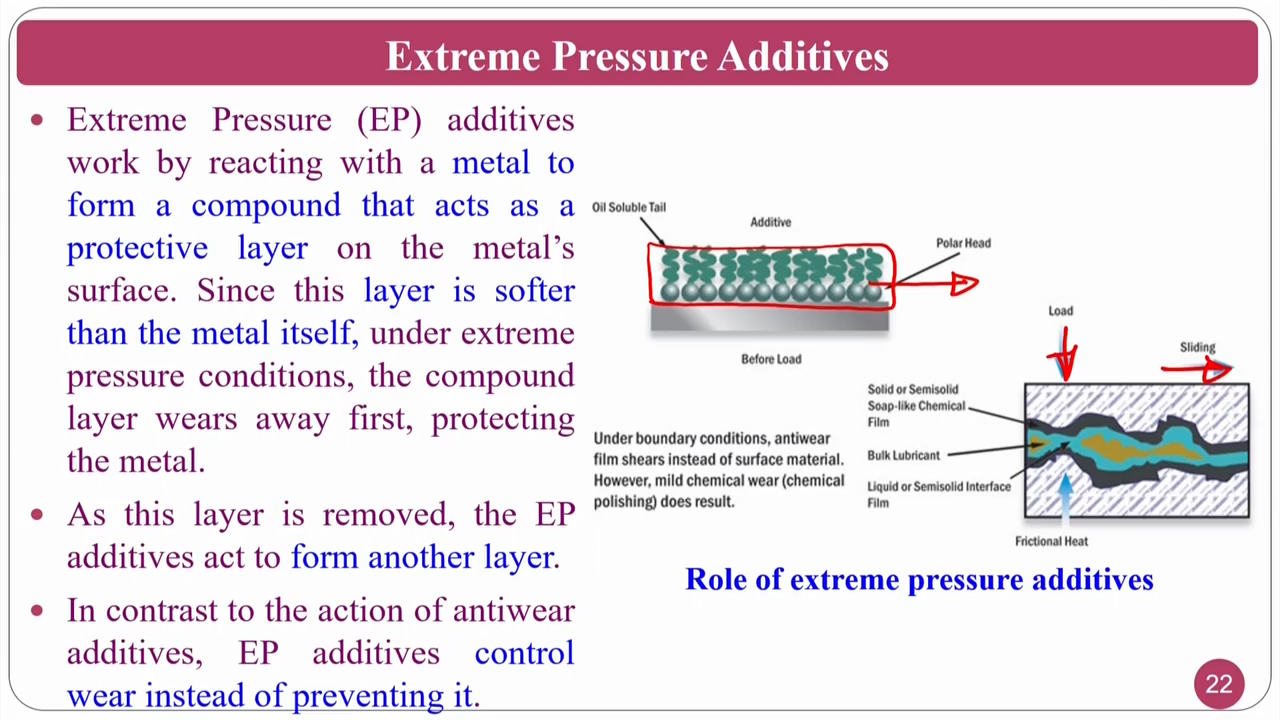 Extreme Pressure Additives
• Extreme Pressure (EP) additives
work by reacting with a metal to
form a compound that acts as a
protective layer on the metal's
surface. Since this layer is softer
than the metal itself, under extreme
pressure conditions, the compound
layer wears away first, protecting
the metal.
• As this layer is removed, the EP
additives act to form another layer.
• In contrast to the action of antiwear
additives, EP additives control
wear instead of preventing it.
Oil Soluble Tail
Additive
Polar Head
Before Load
Load
Sliding
Solid or Semisolid
Soap-like Chemical
Film
Bulk Lubricant
Liquid or Semisolid Interface
Film
Frictional Heat
Under boundary conditions, antiwear
film shears instead of surface material.
However, mild chemical wear (chemical
polishing) does result.
Role of extreme pressure additives
22